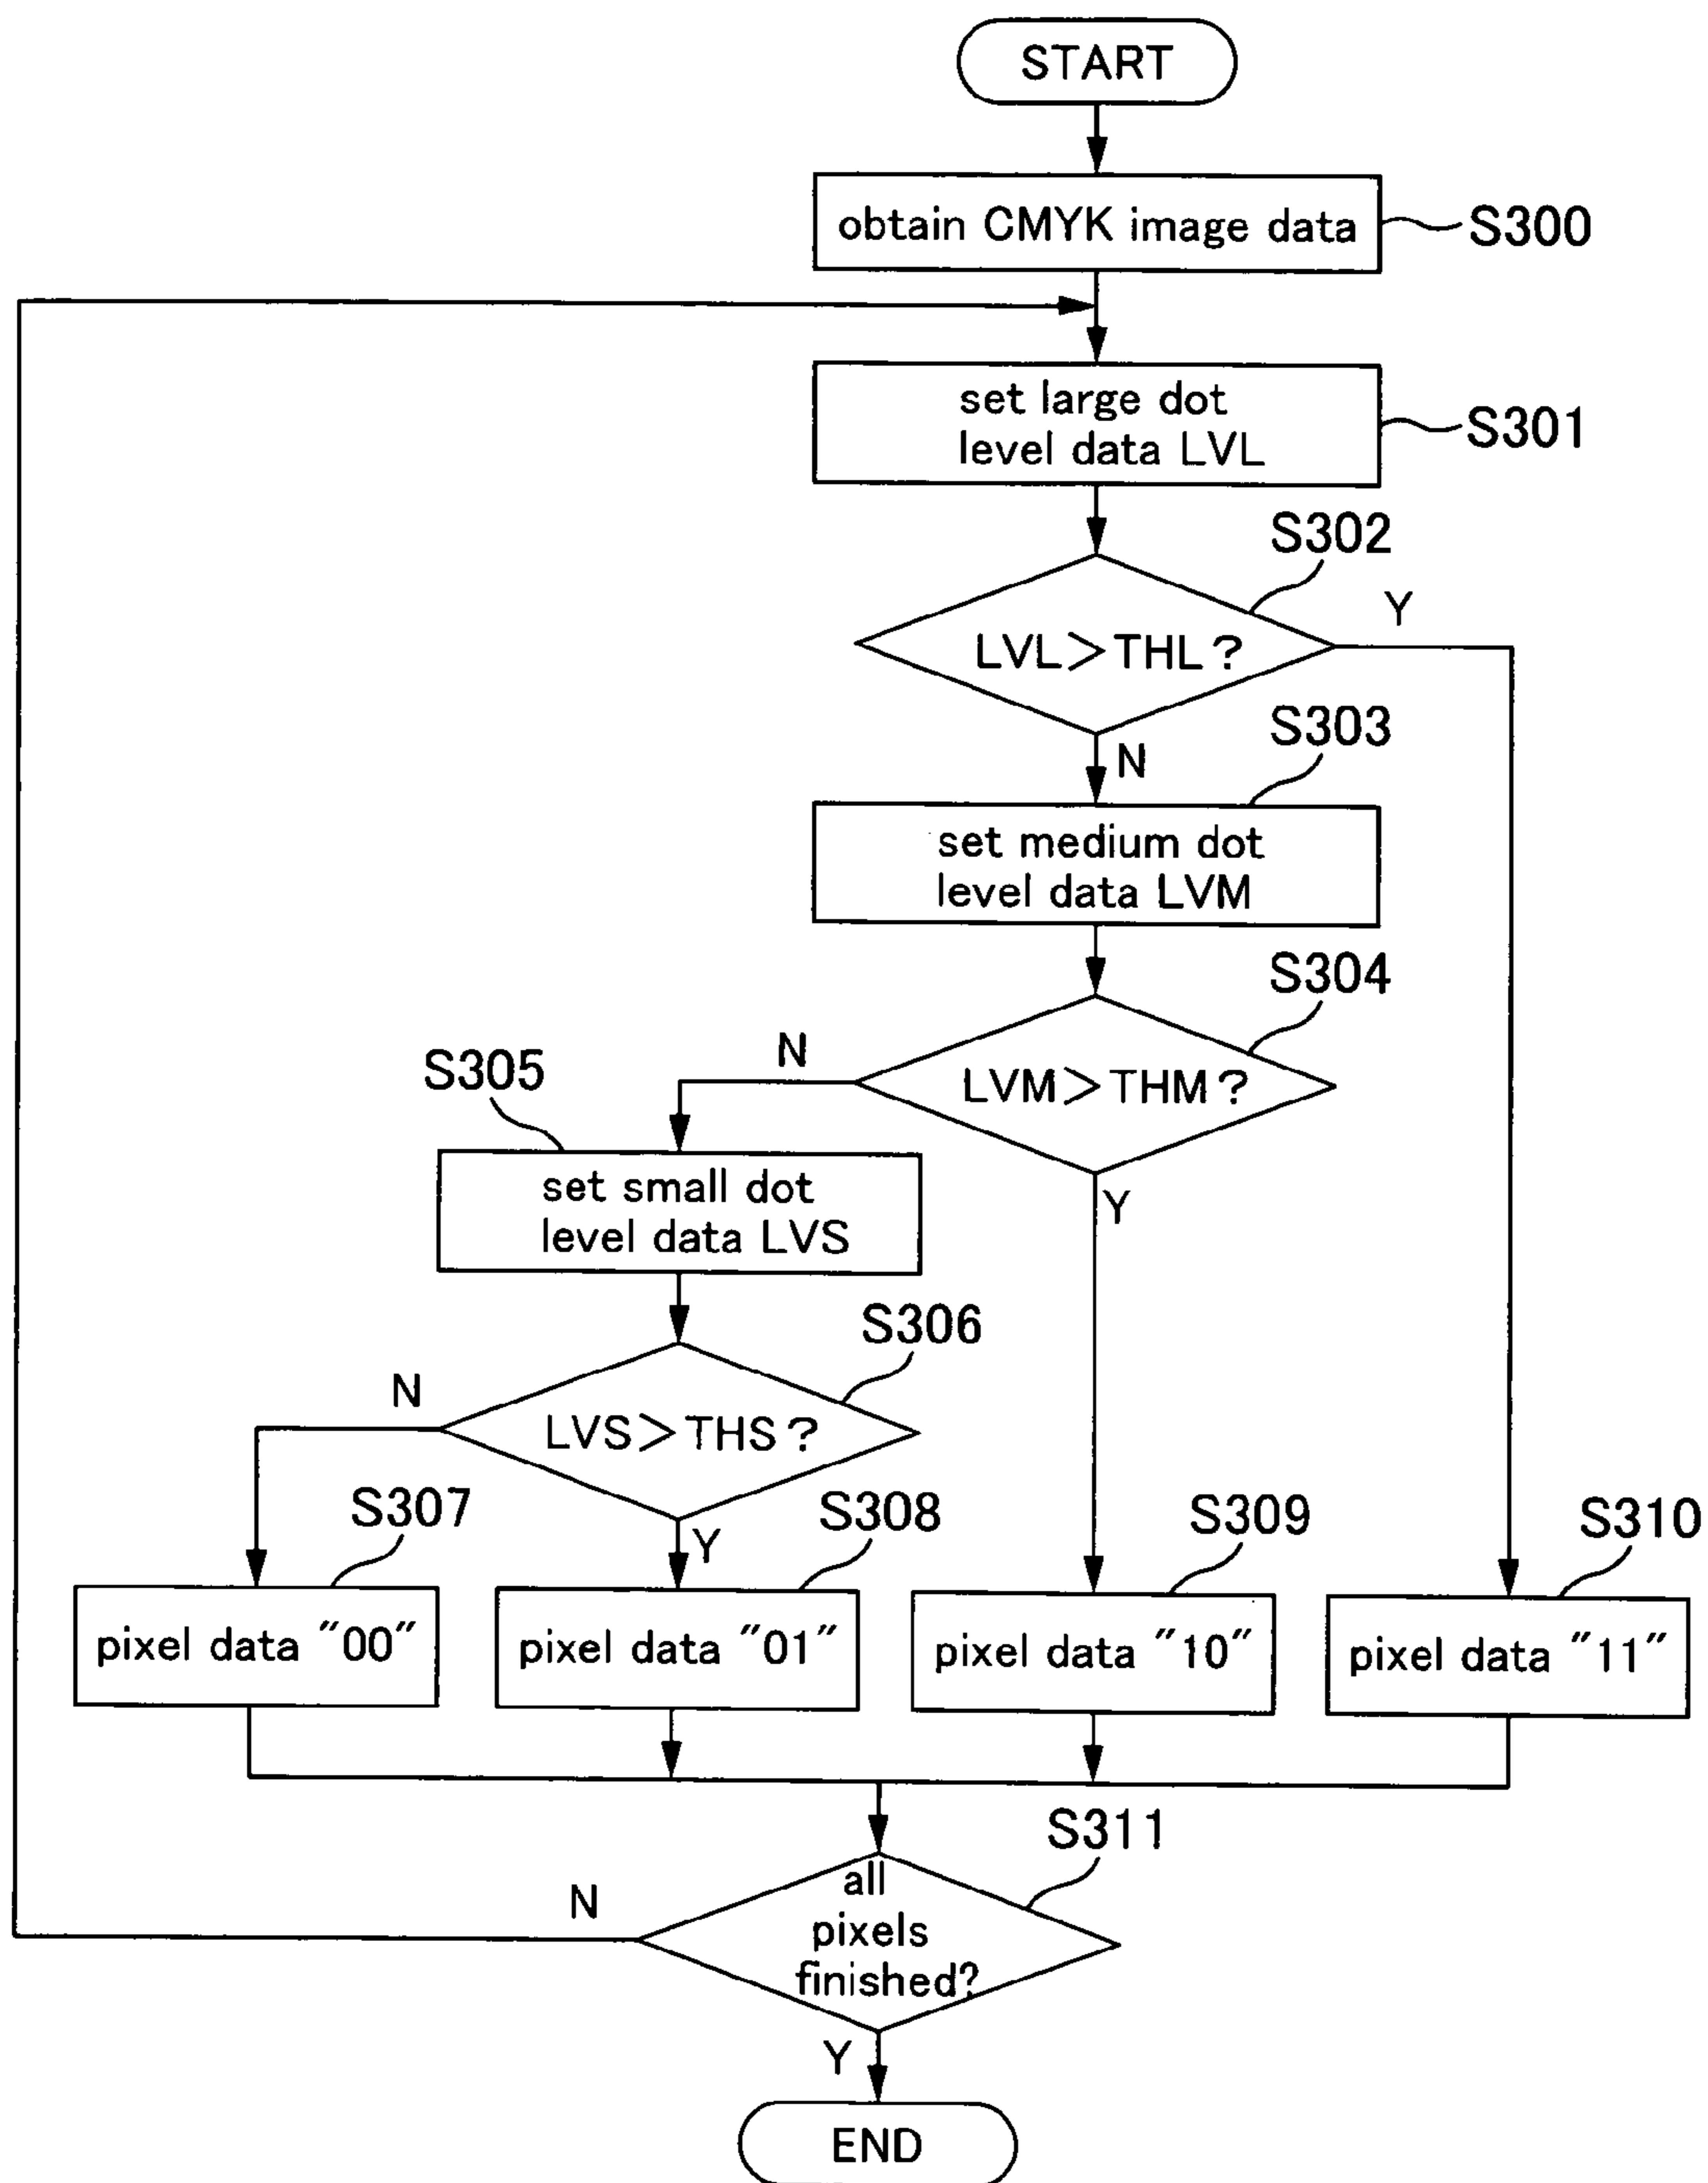 START
obtain CMYK image data
S300
set large dot
level data LVL
S301
S302
LVL>THL?
Y
N
S303
set medium dot
level data LVM
S304
LVM>THM?
N
Y
S305
set small dot
level data LVS
S306
LVS>THS?
N
Y
S307
pixel data "00"
S308
pixel data "01"
S309
pixel data "10"
S310
pixel data "11"
S311
all
pixels
finished?
N
Y
END